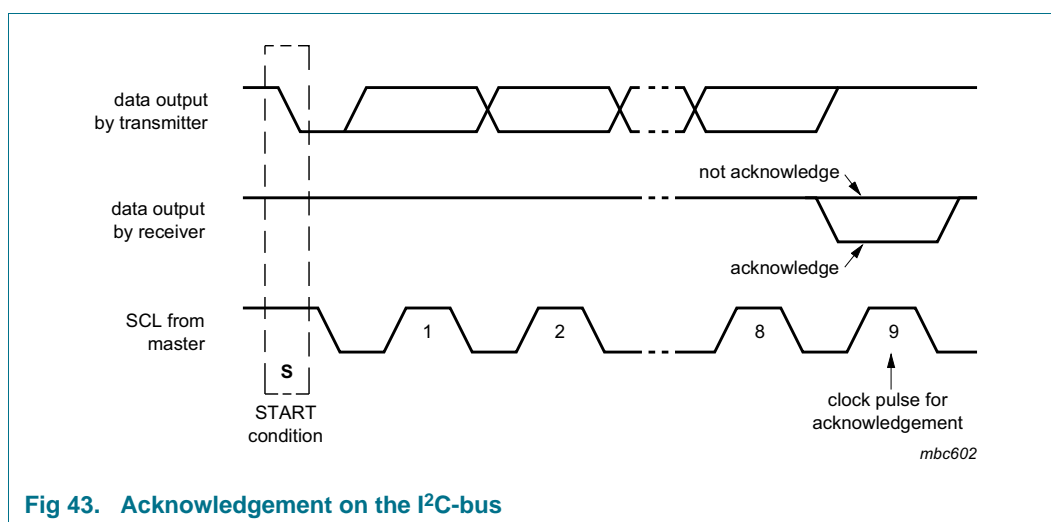 data output
by transmitter
not acknowledge
data output
by receiver
acknowledge
SCL from
master
1
2
8
9
S
START
condition
clock pulse for
acknowledgement
mbc602
Fig 43. Acknowledgement on the I²C-bus